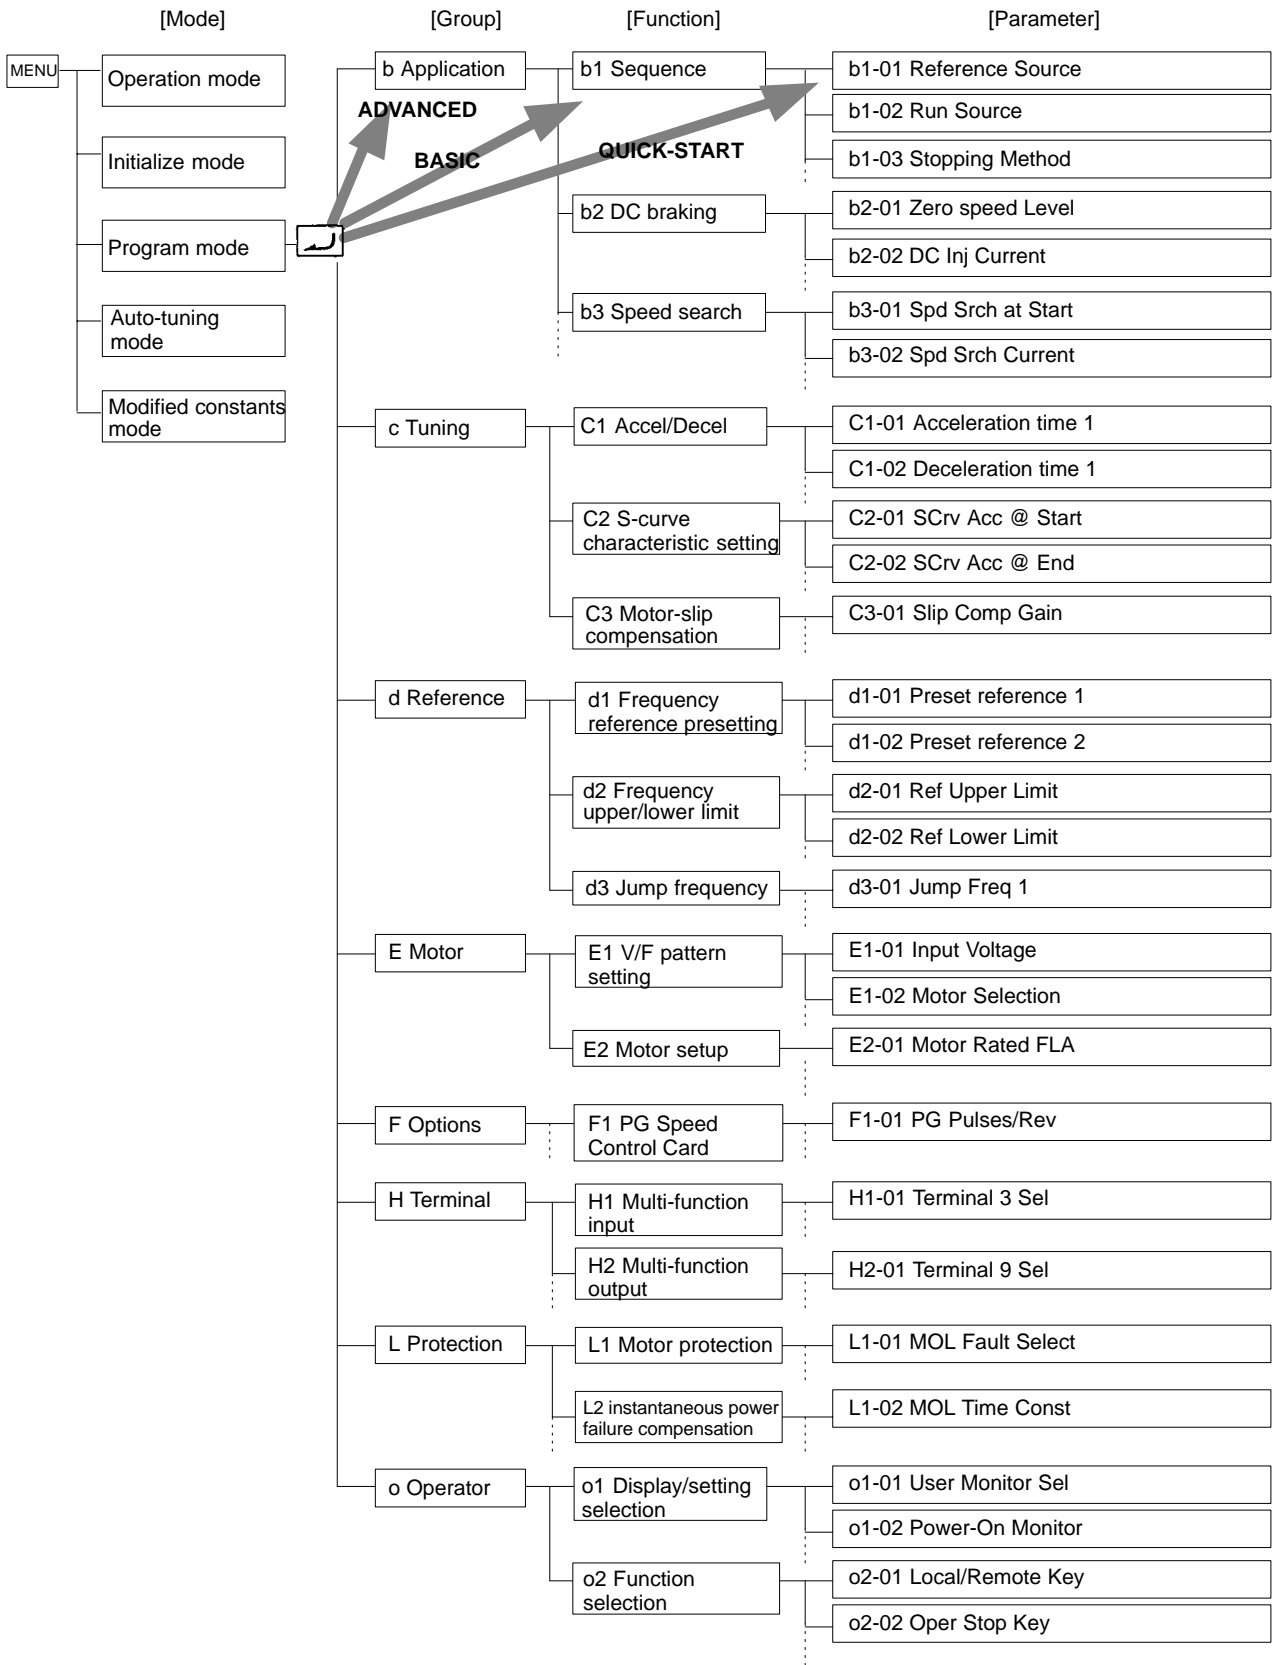 [Mode] [Group] [Function] [Parameter]
MENU
Operation mode
Initialize mode
Program mode
Auto-tuning
mode
Modified constants
mode
ADVANCED
BASIC
QUICK-START
b Application
b1 Sequence
b1-01 Reference Source
b1-02 Run Source
b1-03 Stopping Method
b2 DC braking
b2-01 Zero speed Level
b2-02 DC Inj Current
b3 Speed search
b3-01 Spd Srch at Start
b3-02 Spd Srch Current
c Tuning
C1 Accel/Decel
C1-01 Acceleration time 1
C1-02 Deceleration time 1
C2 S-curve
characteristic setting
C2-01 SCrv Acc @ Start
C2-02 SCrv Acc @ End
C3 Motor-slip
compensation
C3-01 Slip Comp Gain
d Reference
d1 Frequency
reference presetting
d1-01 Preset reference 1
d1-02 Preset reference 2
d2 Frequency
upper/lower limit
d2-01 Ref Upper Limit
d2-02 Ref Lower Limit
d3 Jump frequency
d3-01 Jump Freq 1
E Motor
E1 V/F pattern
setting
E1-01 Input Voltage
E1-02 Motor Selection
E2 Motor setup
E2-01 Motor Rated FLA
F Options
F1 PG Speed
Control Card
F1-01 PG Pulses/Rev
H Terminal
H1 Multi-function
input
H1-01 Terminal 3 Sel
H2 Multi-function
output
H2-01 Terminal 9 Sel
L Protection
L1 Motor protection
L1-01 MOL Fault Select
L2 instantaneous power
failure compensation
L1-02 MOL Time Const
o Operator
o1 Display/setting
selection
o1-01 User Monitor Sel
o1-02 Power-On Monitor
o2 Function
selection
o2-01 Local/Remote Key
o2-02 Oper Stop Key